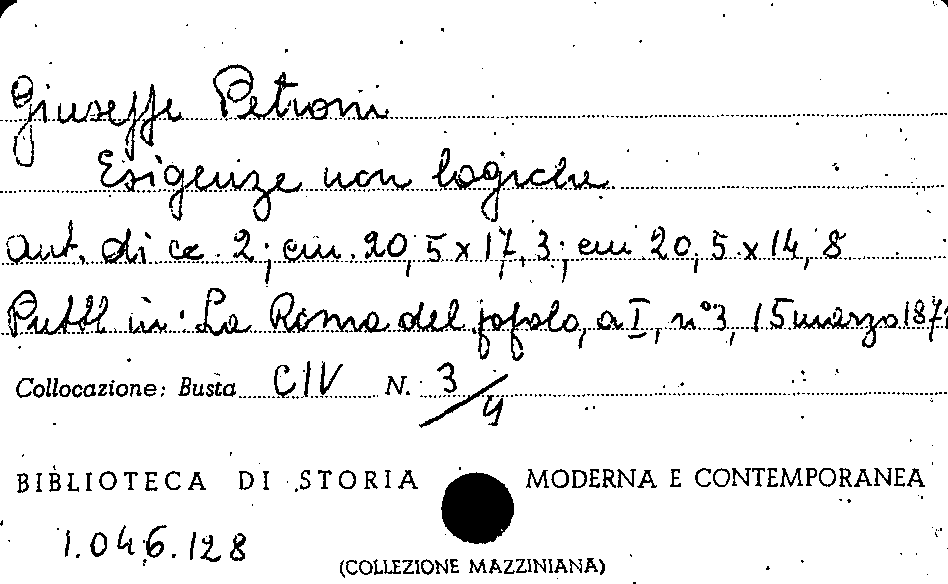 Giuseppe Petroni
Esigenze non logiche
aut. di cc. 2; cm. 20,5 x 17,3; cm 20,5 x 14,8
Pubbl in: La Roma del popolo, a I, n° 3, 15 marzo 1871
Collocazione: Busta CIV N. 3/4
BIBLIOTECA DI STORIA MODERNA E CONTEMPORANEA
1.046.128
(COLLEZIONE MAZZINIANA)